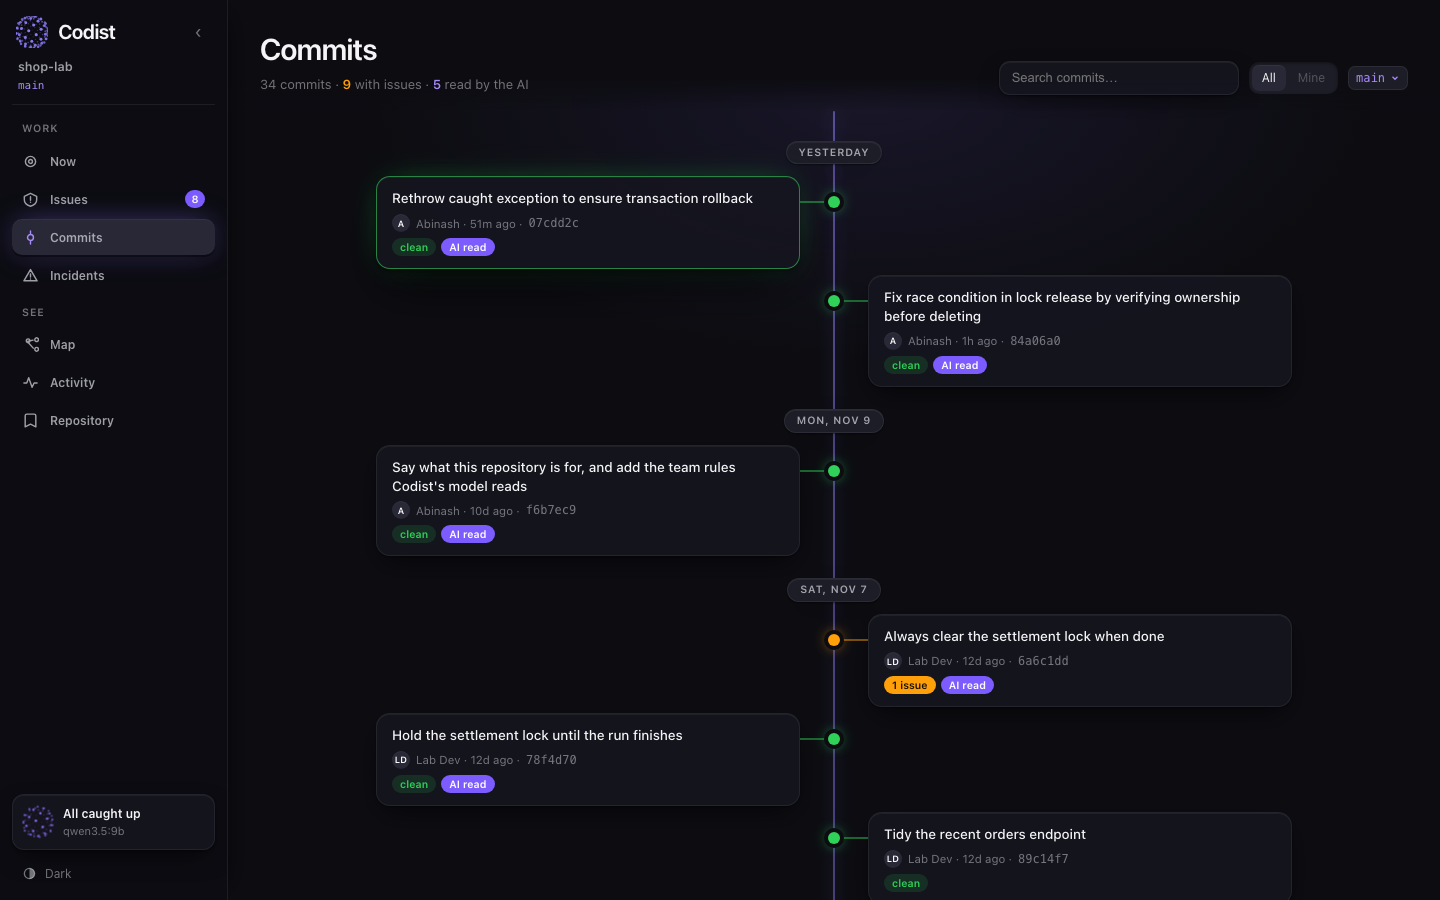 Codist
shop-lab
main
WORK
Now
Issues 8
Commits
Incidents
SEE
Map
Activity
Repository
All caught up
qwen3.5:9b
Dark
Commits
34 commits · 9 with issues · 5 read by the AI
Search commits...
All Mine
main
YESTERDAY
Rethrow caught exception to ensure transaction rollback
A Abinash · 51m ago · 07cdd2c
clean AI read
Fix race condition in lock release by verifying ownership
before deleting
A Abinash · 1h ago · 84a06a0
clean AI read
MON, NOV 9
Say what this repository is for, and add the team rules
Codist's model reads
A Abinash · 10d ago · f6b7ec9
clean AI read
SAT, NOV 7
Always clear the settlement lock when done
LD Lab Dev · 12d ago · 6a6c1dd
1 issue AI read
Hold the settlement lock until the run finishes
LD Lab Dev · 12d ago · 78f4d70
clean AI read
Tidy the recent orders endpoint
LD Lab Dev · 12d ago · 89c14f7
clean